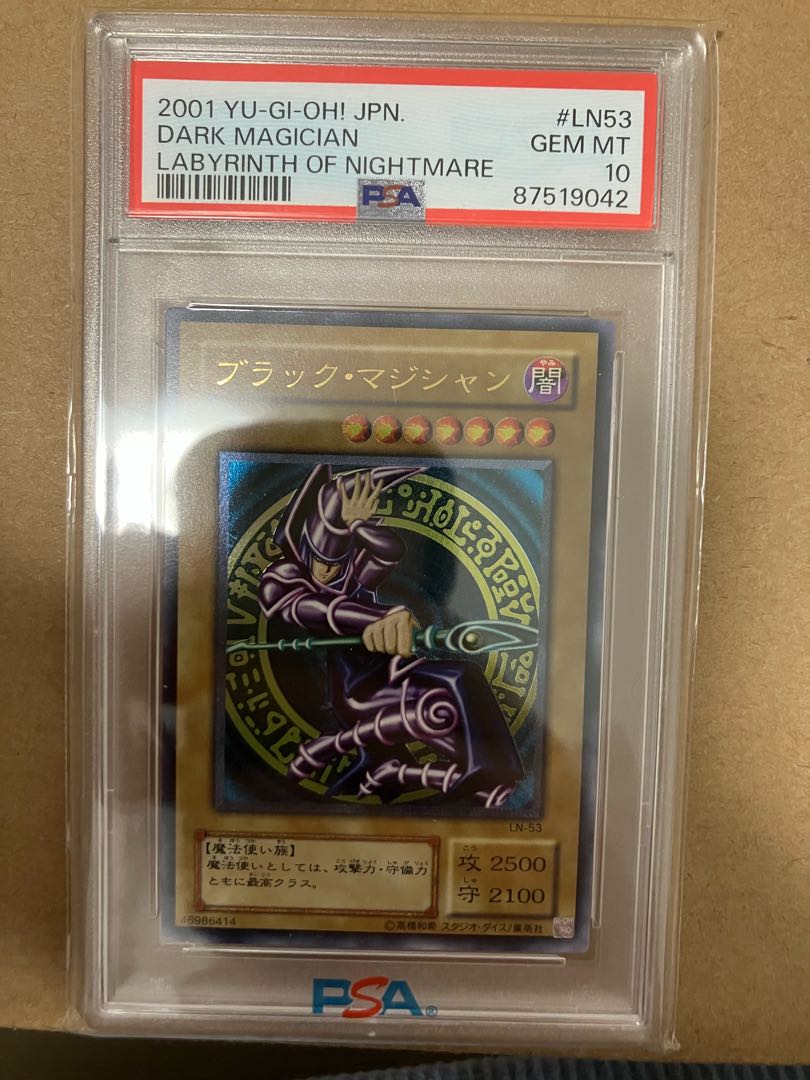 2001 YU-GI-OH! JPN.
#LN53
DARK MAGICIAN
GEM MT
LABYRINTH OF NIGHTMARE
10
PSA
87519042
ブラック・マジシャン
闇
やみ
LN-53
【魔法使い族】
魔法使いとしては、攻撃力・守備力
ともに最高クラス。
攻 2500
守 2100
46986414
©高橋和希 スタジオ・ダイス/集英社
PSA®